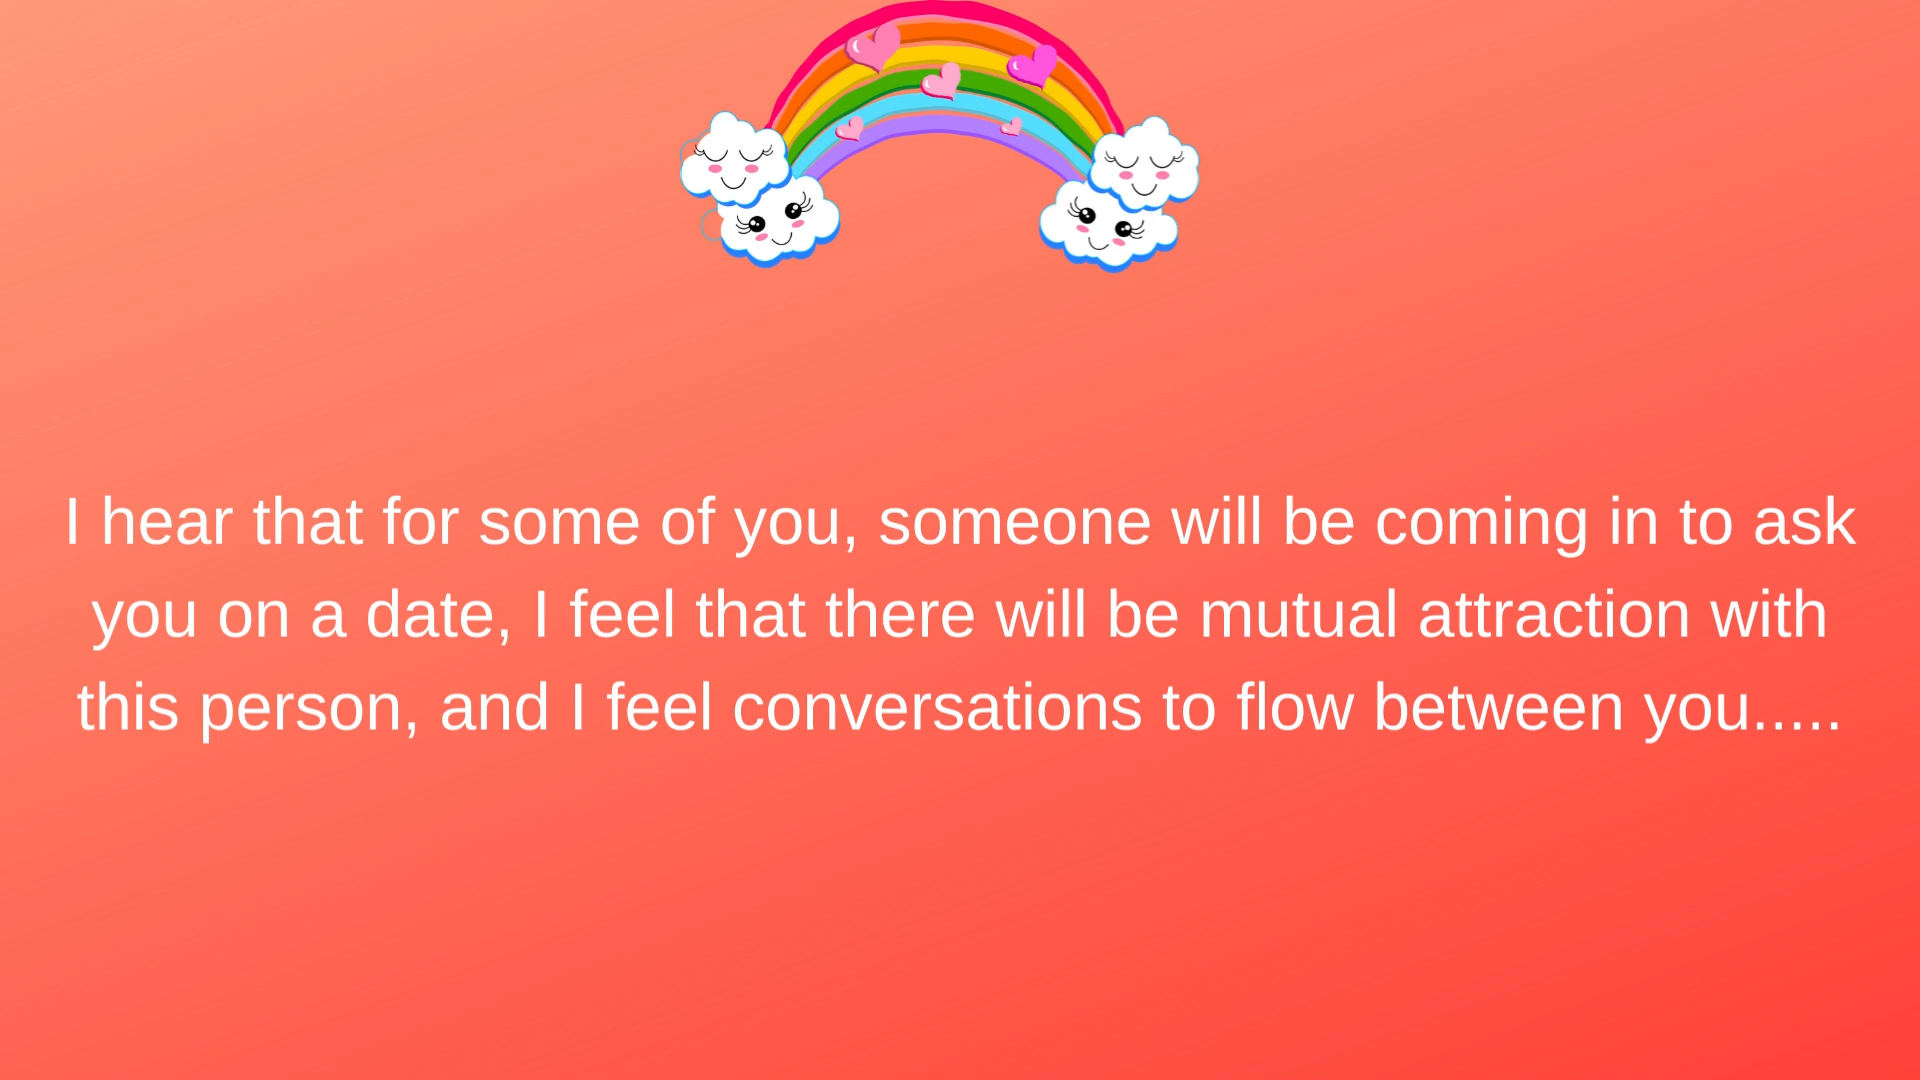 I hear that for some of you, someone will be coming in to ask
you on a date, I feel that there will be mutual attraction with
this person, and I feel conversations to flow between you.....